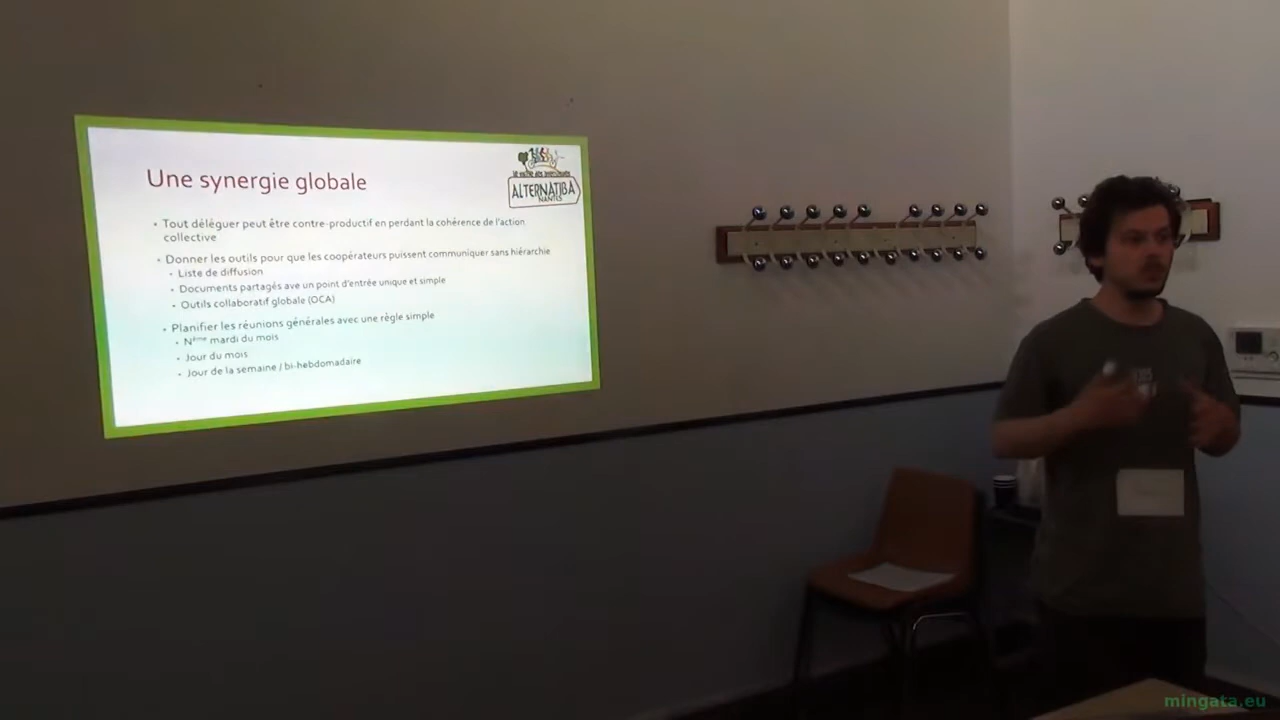 Une synergie globale
ALTERNATIBA
NANTES
• Tout déléguer peut être contre-productif en perdant la cohérence de l'action
collective
• Donner les outils pour que les coopérateurs puissent communiquer sans hiérarchie
• Liste de diffusion
• Documents partagés ave un point d'entrée unique et simple
• Outils collaboratif globale (OCA)
• Planifier les réunions générales avec une règle simple
• Nème mardi du mois
• Jour du mois
• Jour de la semaine / bi-hebdomadaire
mingata.eu